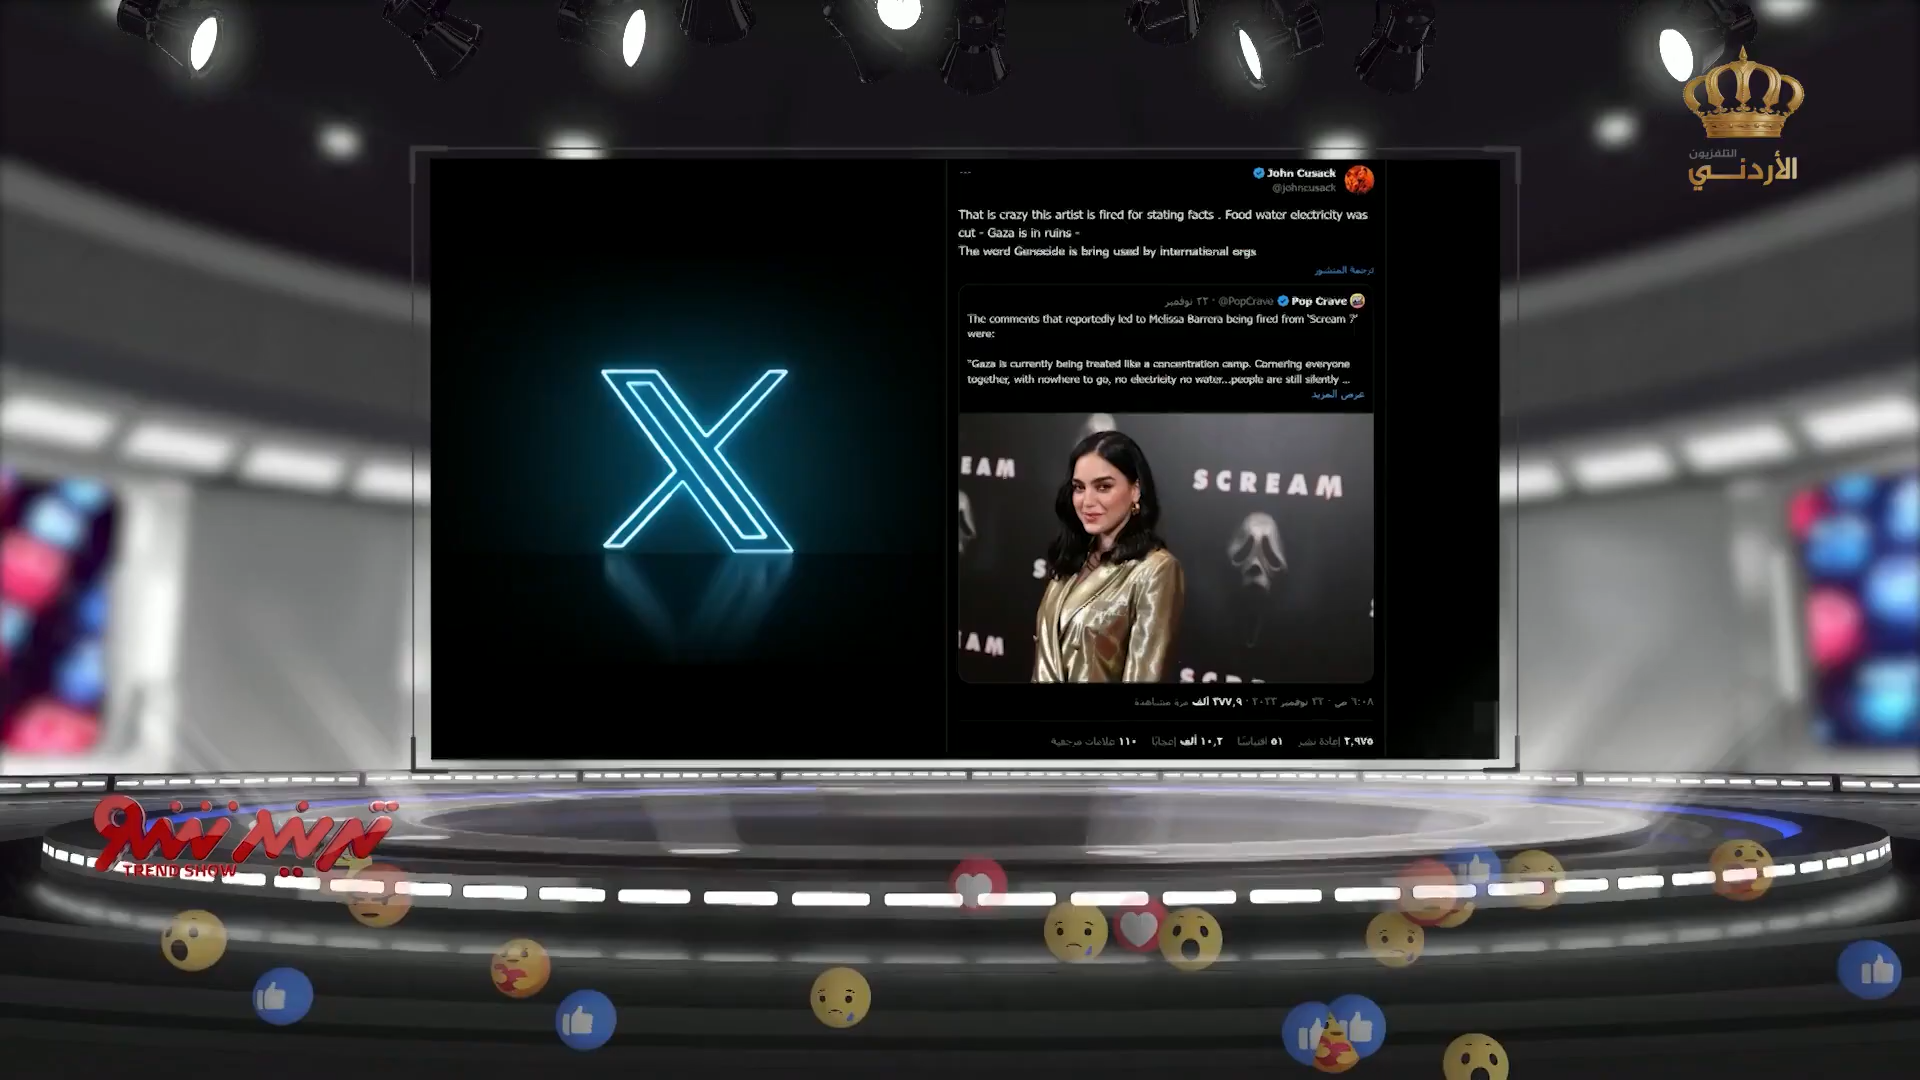 التلفزيون
الأردني
John Cusack
@johncusack
That is crazy this artist is fired for stating facts . Food water electricity was
cut - Gaza is in ruins -
The word Genocide is bring used by international orgs
ترجمة المنشور
Pop Crave @PopCrave · ٢٢ نوفمبر
The comments that reportedly led to Melissa Barrera being fired from 'Scream 7'
were:
"Gaza is currently being treated like a concentration camp. Cornering everyone
together, with nowhere to go, no electricity no water...people are still silently ...
عرض المزيد
EAM
SCREAM
S
AM
SCREA
٦:٠٨ ص · ٢٢ نوفمبر ٢٠٢٣ · ٣٧٧,٩ ألف مرة مشاهدة
٢,٩٧٥ إعادة نشر ٥١ اقتباسًا ١٠,٢ ألف إعجابًا ١١٠ علامات مرجعية
تريند شو
TREND SHOW